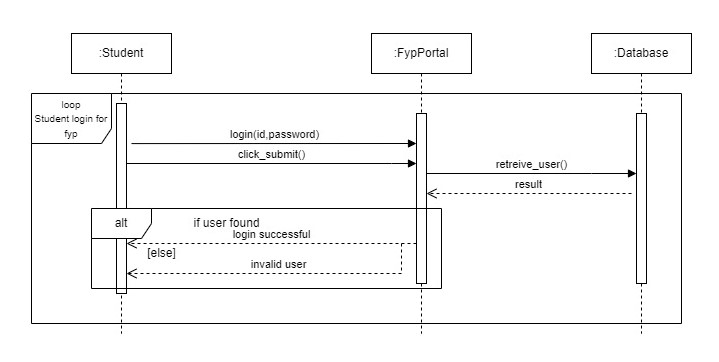 :Student
:FypPortal
:Database
loop
Student login for
fyp
login(id,password)
click_submit()
retreive_user()
result
alt
if user found
login successful
[else]
invalid user